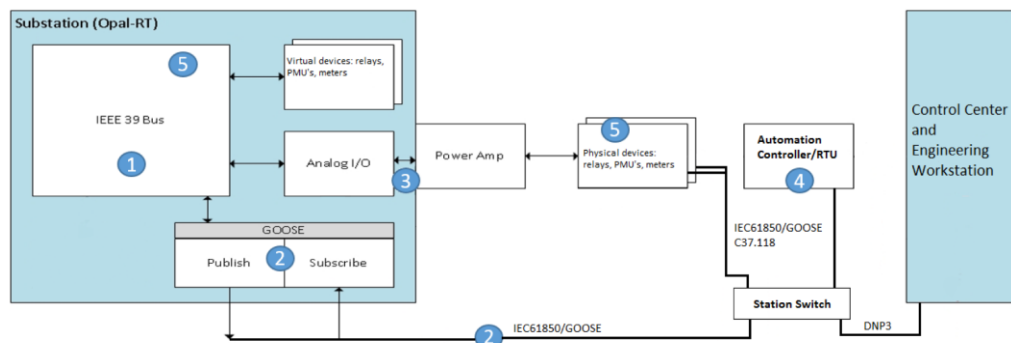 Substation (Opal-RT)
5
IEEE 39 Bus
1
Virtual devices: relays,
PMU's, meters
Analog I/O
3
Power Amp
5
Physical devices:
relays, PMU's, meters
Automation
Controller/RTU
4
Control Center
and
Engineering
Workstation
GOOSE
Publish
2
Subscribe
IEC61850/GOOSE
C37.118
Station Switch
2
IEC61850/GOOSE
DNP3